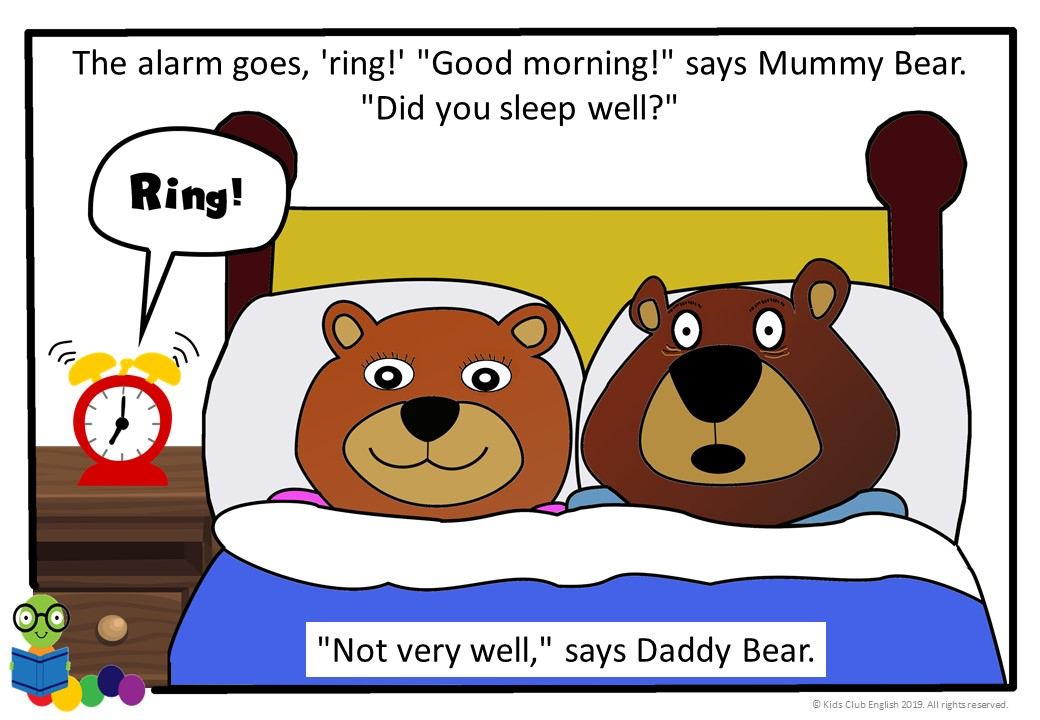 The alarm goes, 'ring!' "Good morning!" says Mummy Bear.
"Did you sleep well?"
Ring!
"Not very well," says Daddy Bear.
© Kids Club English 2019. All rights reserved.